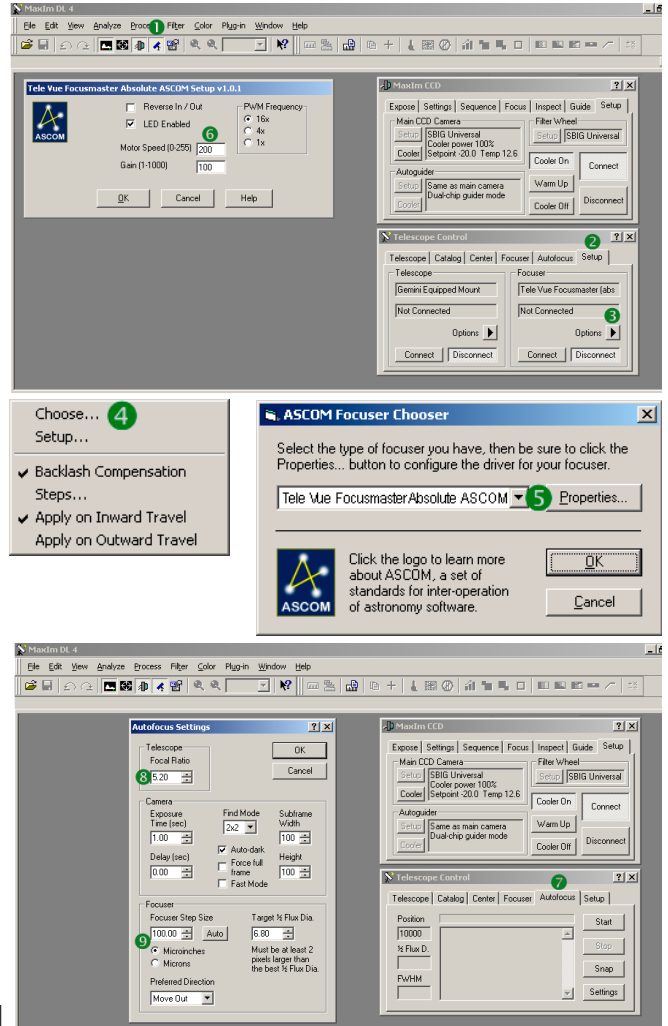 MaxIm DL 4
File Edit View Analyze Process Filter Color Plug-in Window Help
1
Tele Vue Focusmaster Absolute ASCOM Setup v1.0.1
ASCOM
Reverse In / Out
LED Enabled
6
Motor Speed (0-255) 200
Gain (1-1000) 100
PWM Frequency
16x
4x
1x
OK Cancel Help
MaxIm CCD
Expose Settings Sequence Focus Inspect Guide Setup
Main CCD Camera
Setup SBIG Universal
Cooler power 100%
Cooler Setpoint -20.0 Temp 12.6
Autoguider
Setup Same as main camera
Dual-chip guider mode
Cooler
Filter Wheel
Setup SBIG Universal
Cooler On
Warm Up
Cooler Off
Connect
Disconnect
Telescope Control
2
Telescope Catalog Center Focuser Autofocus Setup
Telescope
Gemini Equipped Mount
Not Connected
Options
Connect Disconnect
Focuser
Tele Vue Focusmaster (abs
Not Connected
3
Options
Connect Disconnect
Choose... 4
Setup...
Backlash Compensation
Steps...
Apply on Inward Travel
Apply on Outward Travel
ASCOM Focuser Chooser
Select the type of focuser you have, then be sure to click the
Properties... button to configure the driver for your focuser.
Tele Vue FocusmasterAbsolute ASCOM 5 Properties...
ASCOM
Click the logo to learn more
about ASCOM, a set of
standards for inter-operation
of astronomy software.
OK
Cancel
MaxIm DL 4
File Edit View Analyze Process Filter Color Plug-in Window Help
Autofocus Settings
Telescope
Focal Ratio
8 5.20
OK
Cancel
Camera
Exposure
Time (sec)
1.00
Delay (sec)
0.00
Find Mode
2x2
Auto-dark
Force full
frame
Fast Mode
Subframe
Width
100
Height
100
Focuser
Focuser Step Size
100.00 Auto
9
Microinches
Microns
Preferred Direction
Move Out
Target ½ Flux Dia.
6.80
Must be at least 2
pixels larger than
the best ½ Flux Dia.
MaxIm CCD
Expose Settings Sequence Focus Inspect Guide Setup
Main CCD Camera
Setup SBIG Universal
Cooler power 100%
Cooler Setpoint -20.0 Temp 12.6
Autoguider
Setup Same as main camera
Dual-chip guider mode
Cooler
Filter Wheel
Setup SBIG Universal
Cooler On
Warm Up
Cooler Off
Connect
Disconnect
Telescope Control
7
Telescope Catalog Center Focuser Autofocus Setup
Position
10000
½ Flux D.
FWHM
Start
Stop
Snap
Settings